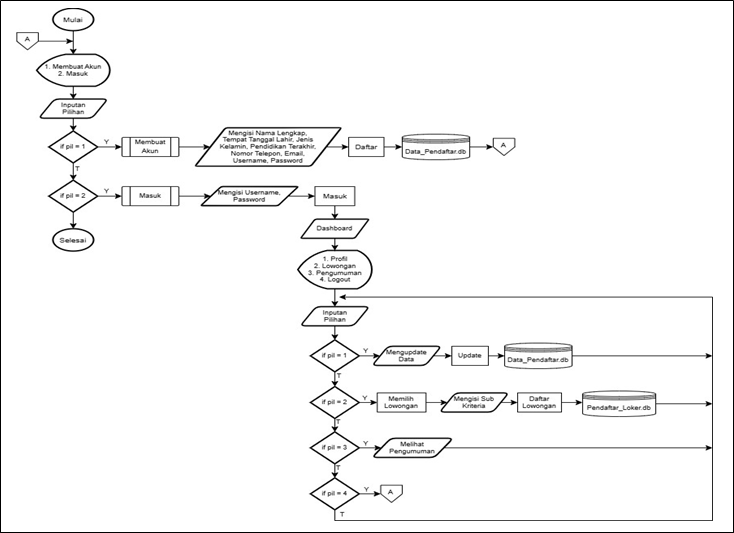 Mulai
A
1. Membuat Akun
2. Masuk
Inputan
Pilihan
if pil = 1
Y
Membuat
Akun
Mengisi Nama Lengkap,
Tempat Tanggal Lahir, Jenis
Kelamin, Pendidikan Terakhir,
Nomor Telepon, Email,
Username, Password
Daftar
Data_Pendaftar.db
A
T
if pil = 2
Y
Masuk
Mengisi Username,
Password
Masuk
Selesai
Dashboard
1. Profil
2. Lowongan
3. Pengumuman
4. Logout
Inputan
Pilihan
if pil = 1
Y
Mengupdate
Data
Update
Data_Pendaftar.db
T
if pil = 2
Y
Memilih
Lowongan
Mengisi Sub
Kriteria
Daftar
Lowongan
Pendaftar_Loker.db
T
if pil = 3
Y
Melihat
Pengumuman
T
if pil = 4
Y
A
T